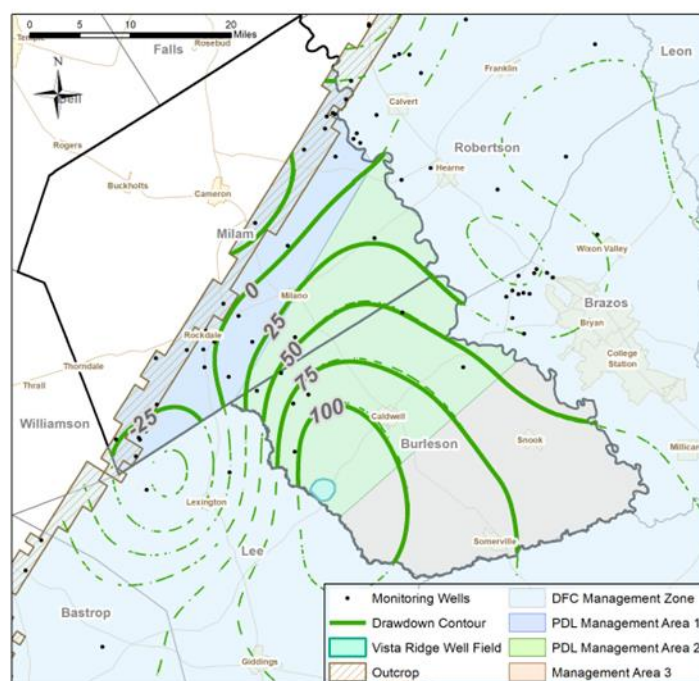 0 5 10 20
Miles
Temple
Falls
Rosebud
Leon
N
Bell
Franklin
Calvert
Rogers
Robertson
Hearne
Buckholts
Cameron
Milam
Wixon Valley
0
Milano
25
Brazos
Bryan
50
Rockdale
College
Station
Thorndale
75
Thrall
100
Caldwell
Williamson
-25
Burleson
Snook
Millican
Lexington
Lee
Somerville
Bastrop
Giddings
Monitoring Wells
Drawdown Contour
Vista Ridge Well Field
Outcrop
DFC Management Zone
PDL Management Area 1
PDL Management Area 2
Management Area 3